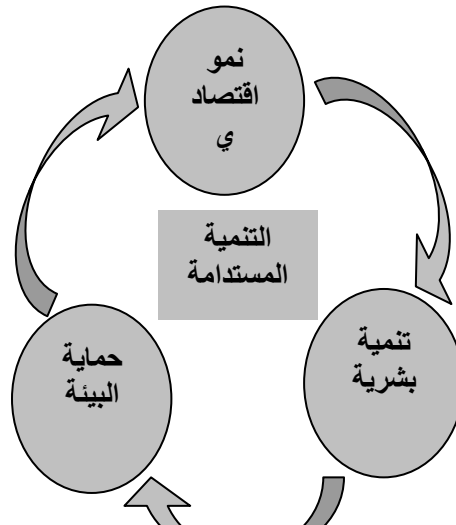 نمو
اقتصاد
ي
التنمية
المستدامة
تنمية
بشرية
حماية
البيئة